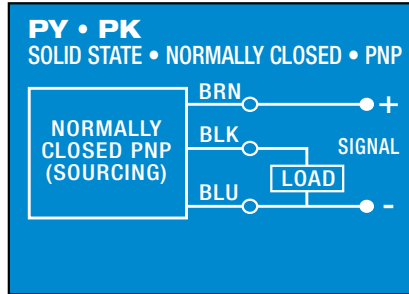 PY • PK
SOLID STATE • NORMALLY CLOSED • PNP
BRN
+
NORMALLY
CLOSED PNP
(SOURCING)
BLK
SIGNAL
LOAD
BLU
-